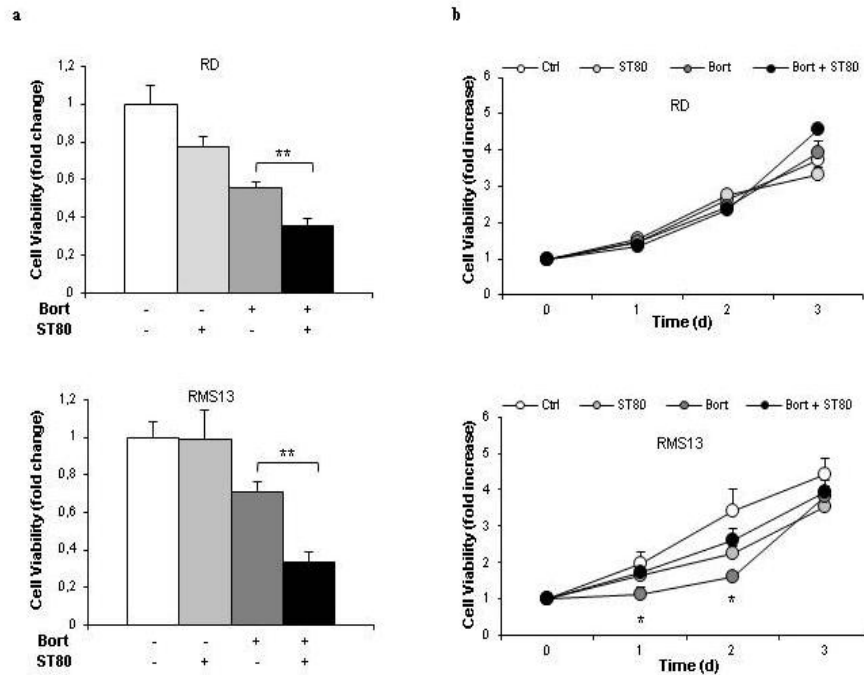 a
RD
Cell Viability (fold change)
1,2
1
0,8
0,6
0,4
0,2
0
**
Bort - - + +
ST80 - + - +
RMS13
Cell Viability (fold change)
1,2
1
0,8
0,6
0,4
0,2
0
**
Bort - - + +
ST80 - + - +
b
Ctrl ST80 Bort Bort + ST80
RD
Cell Viability (fold increase)
6
5
4
3
2
1
0
0 1 2 3
Time (d)
Ctrl ST80 Bort Bort + ST80
RMS13
Cell Viability (fold increase)
6
5
4
3
2
1
0
* *
0 1 2 3
Time (d)